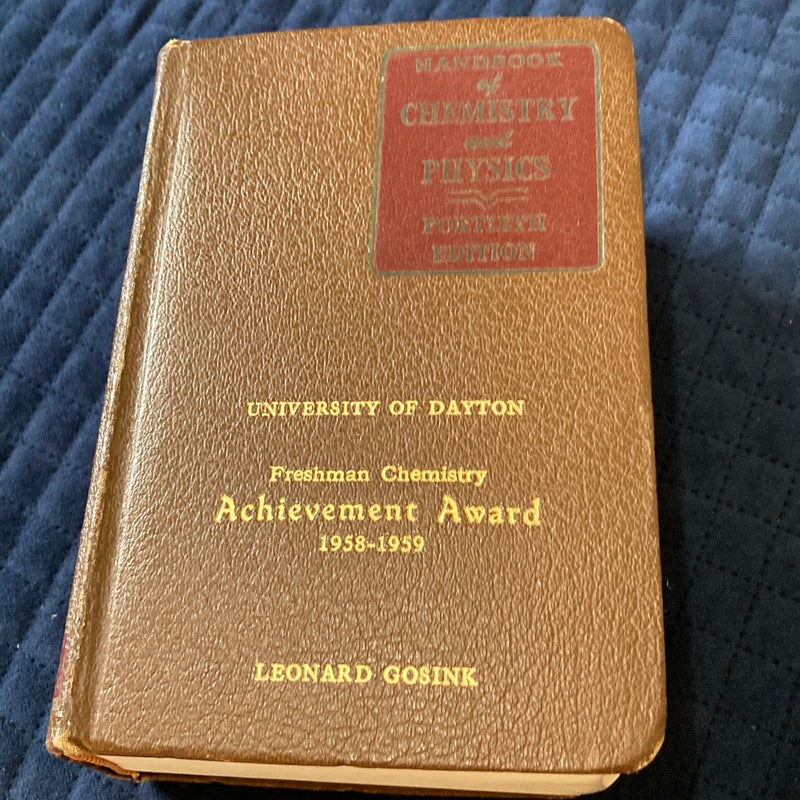 HANDBOOK
of
CHEMISTRY
and
PHYSICS
FORTIETH
EDITION
UNIVERSITY OF DAYTON
Freshman Chemistry
Achievement Award
1958-1959
LEONARD GOSINK